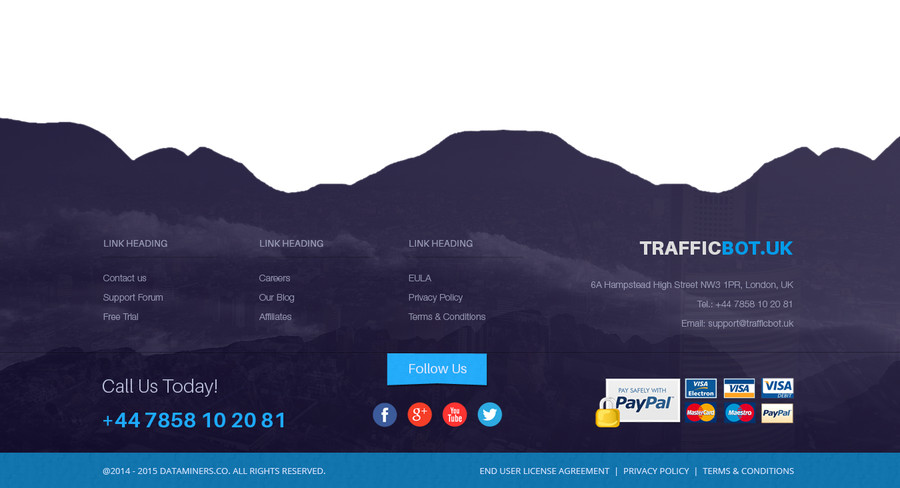 LINK HEADING
Contact us
Support Forum
Free Trial
LINK HEADING
Careers
Our Blog
Affiliates
LINK HEADING
EULA
Privacy Policy
Terms & Conditions
TRAFFICBOT.UK
6A Hampstead High Street NW3 1PR, London, UK
Tel.: +44 7858 10 20 81
Email: support@trafficbot.uk
Call Us Today!
+44 7858 10 20 81
Follow Us
f
g+
You
Tube
PAY SAFELY WITH
PayPal
VISA
Electron
VISA
VISA
DEBIT
MasterCard
Maestro
PayPal
@2014 - 2015 DATAMINERS.CO. ALL RIGHTS RESERVED.
END USER LICENSE AGREEMENT | PRIVACY POLICY | TERMS & CONDITIONS